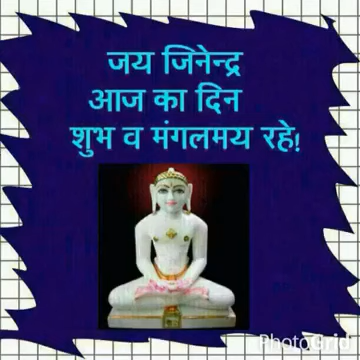 जय जिनेन्द्र
आज का दिन
शुभ व मंगलमय रहे!
PhotoGrid